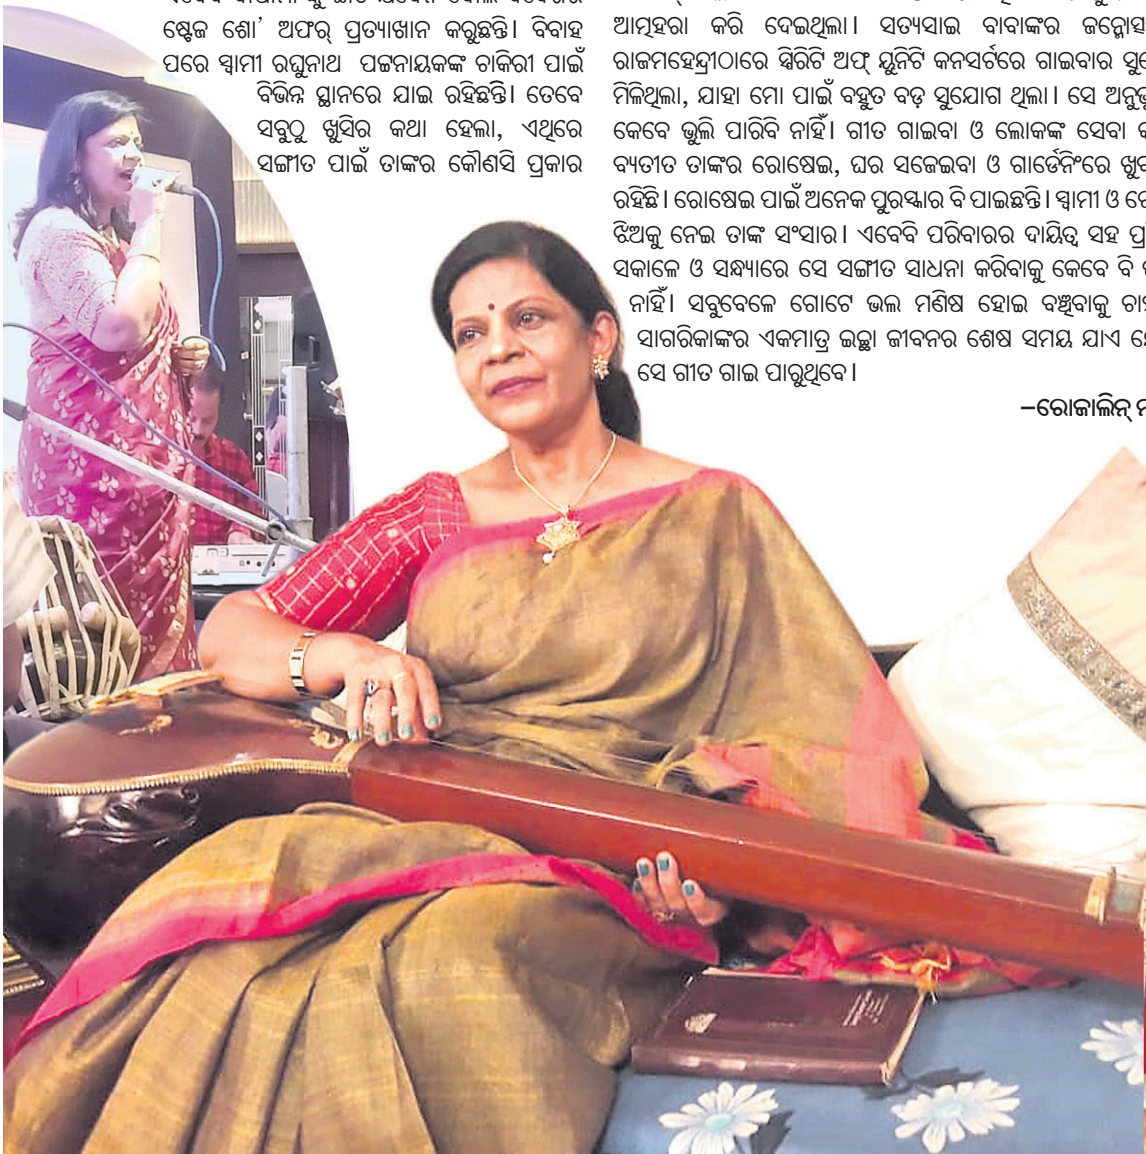 ଷ୍ଟେଜ ଶୋ’ ଅଫର୍ ପ୍ରତ୍ୟାଖାନ କରୁଛନ୍ତି। ବିବାହ
ପରେ ସ୍ୱାମୀ ରଘୁନାଥ ପଟ୍ଟନାୟକଙ୍କ ଚାକିରୀ ପାଇଁ
ବିଭିନ୍ନ ସ୍ଥାନରେ ଯାଇ ରହିଛନ୍ତି। ତେବେ
ସବୁଠୁ ଖୁସିର କଥା ହେଲା, ଏଥିରେ
ସଙ୍ଗୀତ ପାଇଁ ତାଙ୍କର କୌଣସି ପ୍ରକାର
ଆତ୍ମହରା କରି ଦେଇଥିଲା। ସତ୍ୟସାଇ ବାବାଙ୍କର
ରାଜମହେନ୍ଦ୍ରୀଠାରେ ସ୍ପିରିଟି ଅଫ୍ ୟୁନିଟି କନସର୍ଟରେ ଗାଇବାର
ମିଳିଥିଲା, ଯାହା ମୋ ପାଇଁ ବହୁତ ବଡ଼ ସୁଯୋଗ ଥିଲା। ସେ
କେବେ ଭୁଲି ପାରିବି ନାହିଁ। ଗୀତ ଗାଇବା ଓ ଲୋକଙ୍କ ସେବା
ବ୍ୟତୀତ ତାଙ୍କର ରୋଷେଇ, ଘର ସଜେଇବା ଓ ଗାର୍ଡେନିଂରେ
ରହିଛି। ରୋଷେଇ ପାଇଁ ଅନେକ ପୁରସ୍କାର ବି ପାଇଛନ୍ତି। ସ୍ୱାମୀ ଓ
ଝିଅକୁ ନେଇ ତାଙ୍କ ସଂସାର। ଏବେବି ପରିବାରର ଦାୟିତ୍ୱ ସହ
ସକାଳେ ଓ ସନ୍ଧ୍ୟାରେ ସେ ସଙ୍ଗୀତ ସାଧନା କରିବାକୁ କେବେ ବି
ନାହିଁ। ସବୁବେଳେ ଗୋଟେ ଭଲ ମଣିଷ ହୋଇ ବଞ୍ଚିବାକୁ
ସାଗରିକାଙ୍କର ଏକମାତ୍ର ଇଚ୍ଛା ଜୀବନର ଶେଷ ସମୟ ଯାଏ
ସେ ଗୀତ ଗାଇ ପାରୁଥିବେ।
–ରୋଜାଲିନ୍